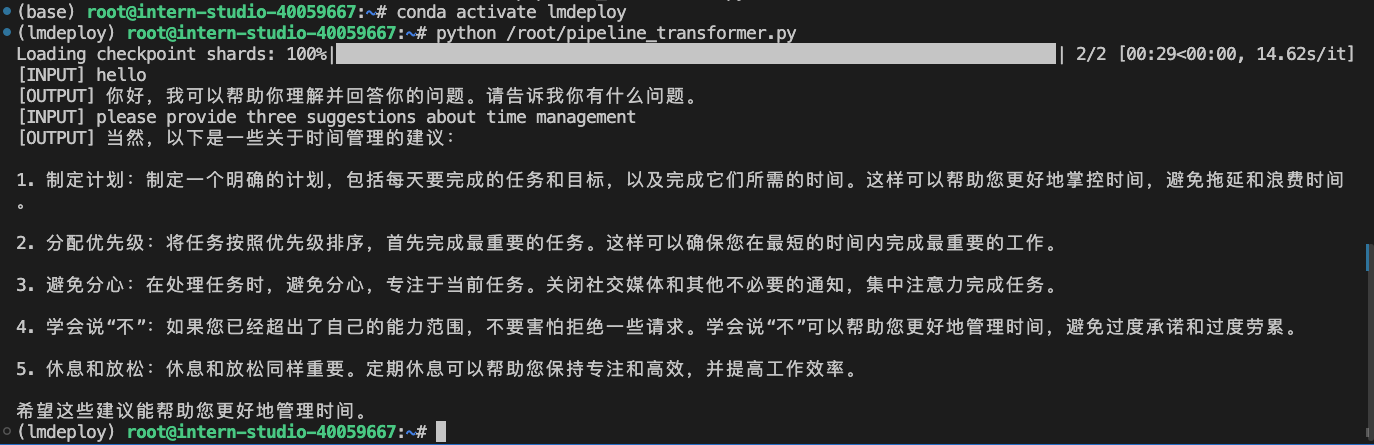 (base) root@intern-studio-40059667:~# conda activate lmdeploy
(lmdeploy) root@intern-studio-40059667:~# python /root/pipeline_transformer.py
Loading checkpoint shards: 100%|██████████| 2/2 [00:29<00:00, 14.62s/it]
[INPUT] hello
[OUTPUT] 你好，我可以帮助你理解并回答你的问题。请告诉我你有什么问题。
[INPUT] please provide three suggestions about time management
[OUTPUT] 当然，以下是一些关于时间管理的建议：
1. 制定计划：制定一个明确的计划，包括每天要完成的任务和目标，以及完成它们所需的时间。这样可以帮助您更好地掌控时间，避免拖延和浪费时间
。
2. 分配优先级：将任务按照优先级排序，首先完成最重要的任务。这样可以确保您在最短的时间内完成最重要的工作。
3. 避免分心：在处理任务时，避免分心，专注于当前任务。关闭社交媒体和其他不必要的通知，集中注意力完成任务。
4. 学会说“不”：如果您已经超出了自己的能力范围，不要害怕拒绝一些请求。学会说“不”可以帮助您更好地管理时间，避免过度承诺和过度劳累。
5. 休息和放松：休息和放松同样重要。定期休息可以帮助您保持专注和高效，并提高工作效率。
希望这些建议能帮助您更好地管理时间。
(lmdeploy) root@intern-studio-40059667:~#